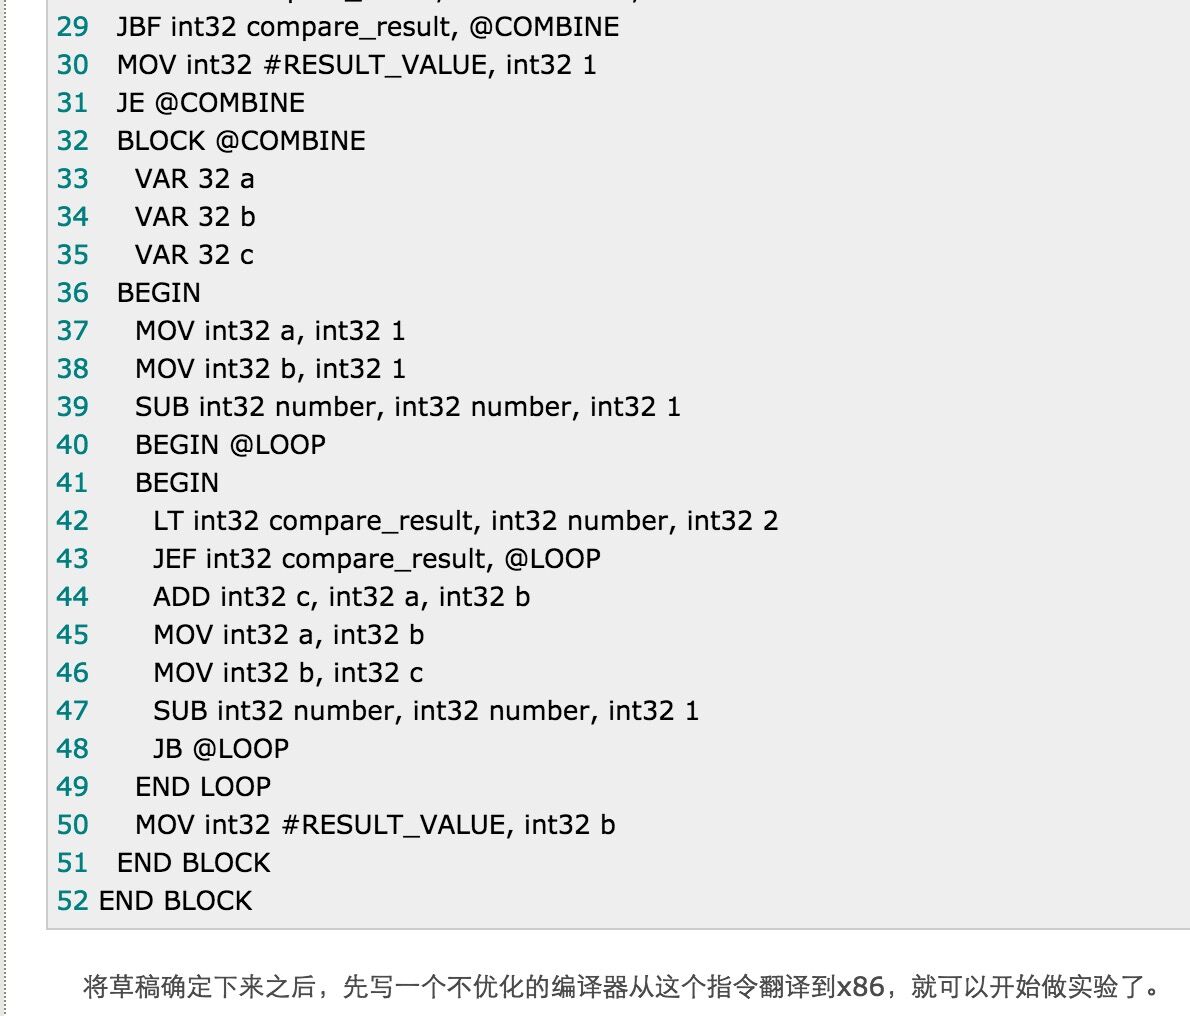 29 JBF int32 compare_result, @COMBINE
30 MOV int32 #RESULT_VALUE, int32 1
31 JE @COMBINE
32 BLOCK @COMBINE
33 VAR 32 a
34 VAR 32 b
35 VAR 32 c
36 BEGIN
37 MOV int32 a, int32 1
38 MOV int32 b, int32 1
39 SUB int32 number, int32 number, int32 1
40 BEGIN @LOOP
41 BEGIN
42 LT int32 compare_result, int32 number, int32 2
43 JEF int32 compare_result, @LOOP
44 ADD int32 c, int32 a, int32 b
45 MOV int32 a, int32 b
46 MOV int32 b, int32 c
47 SUB int32 number, int32 number, int32 1
48 JB @LOOP
49 END LOOP
50 MOV int32 #RESULT_VALUE, int32 b
51 END BLOCK
52 END BLOCK
将草稿确定下来之后，先写一个不优化的编译器从这个指令翻译到x86，就可以开始做实验了。